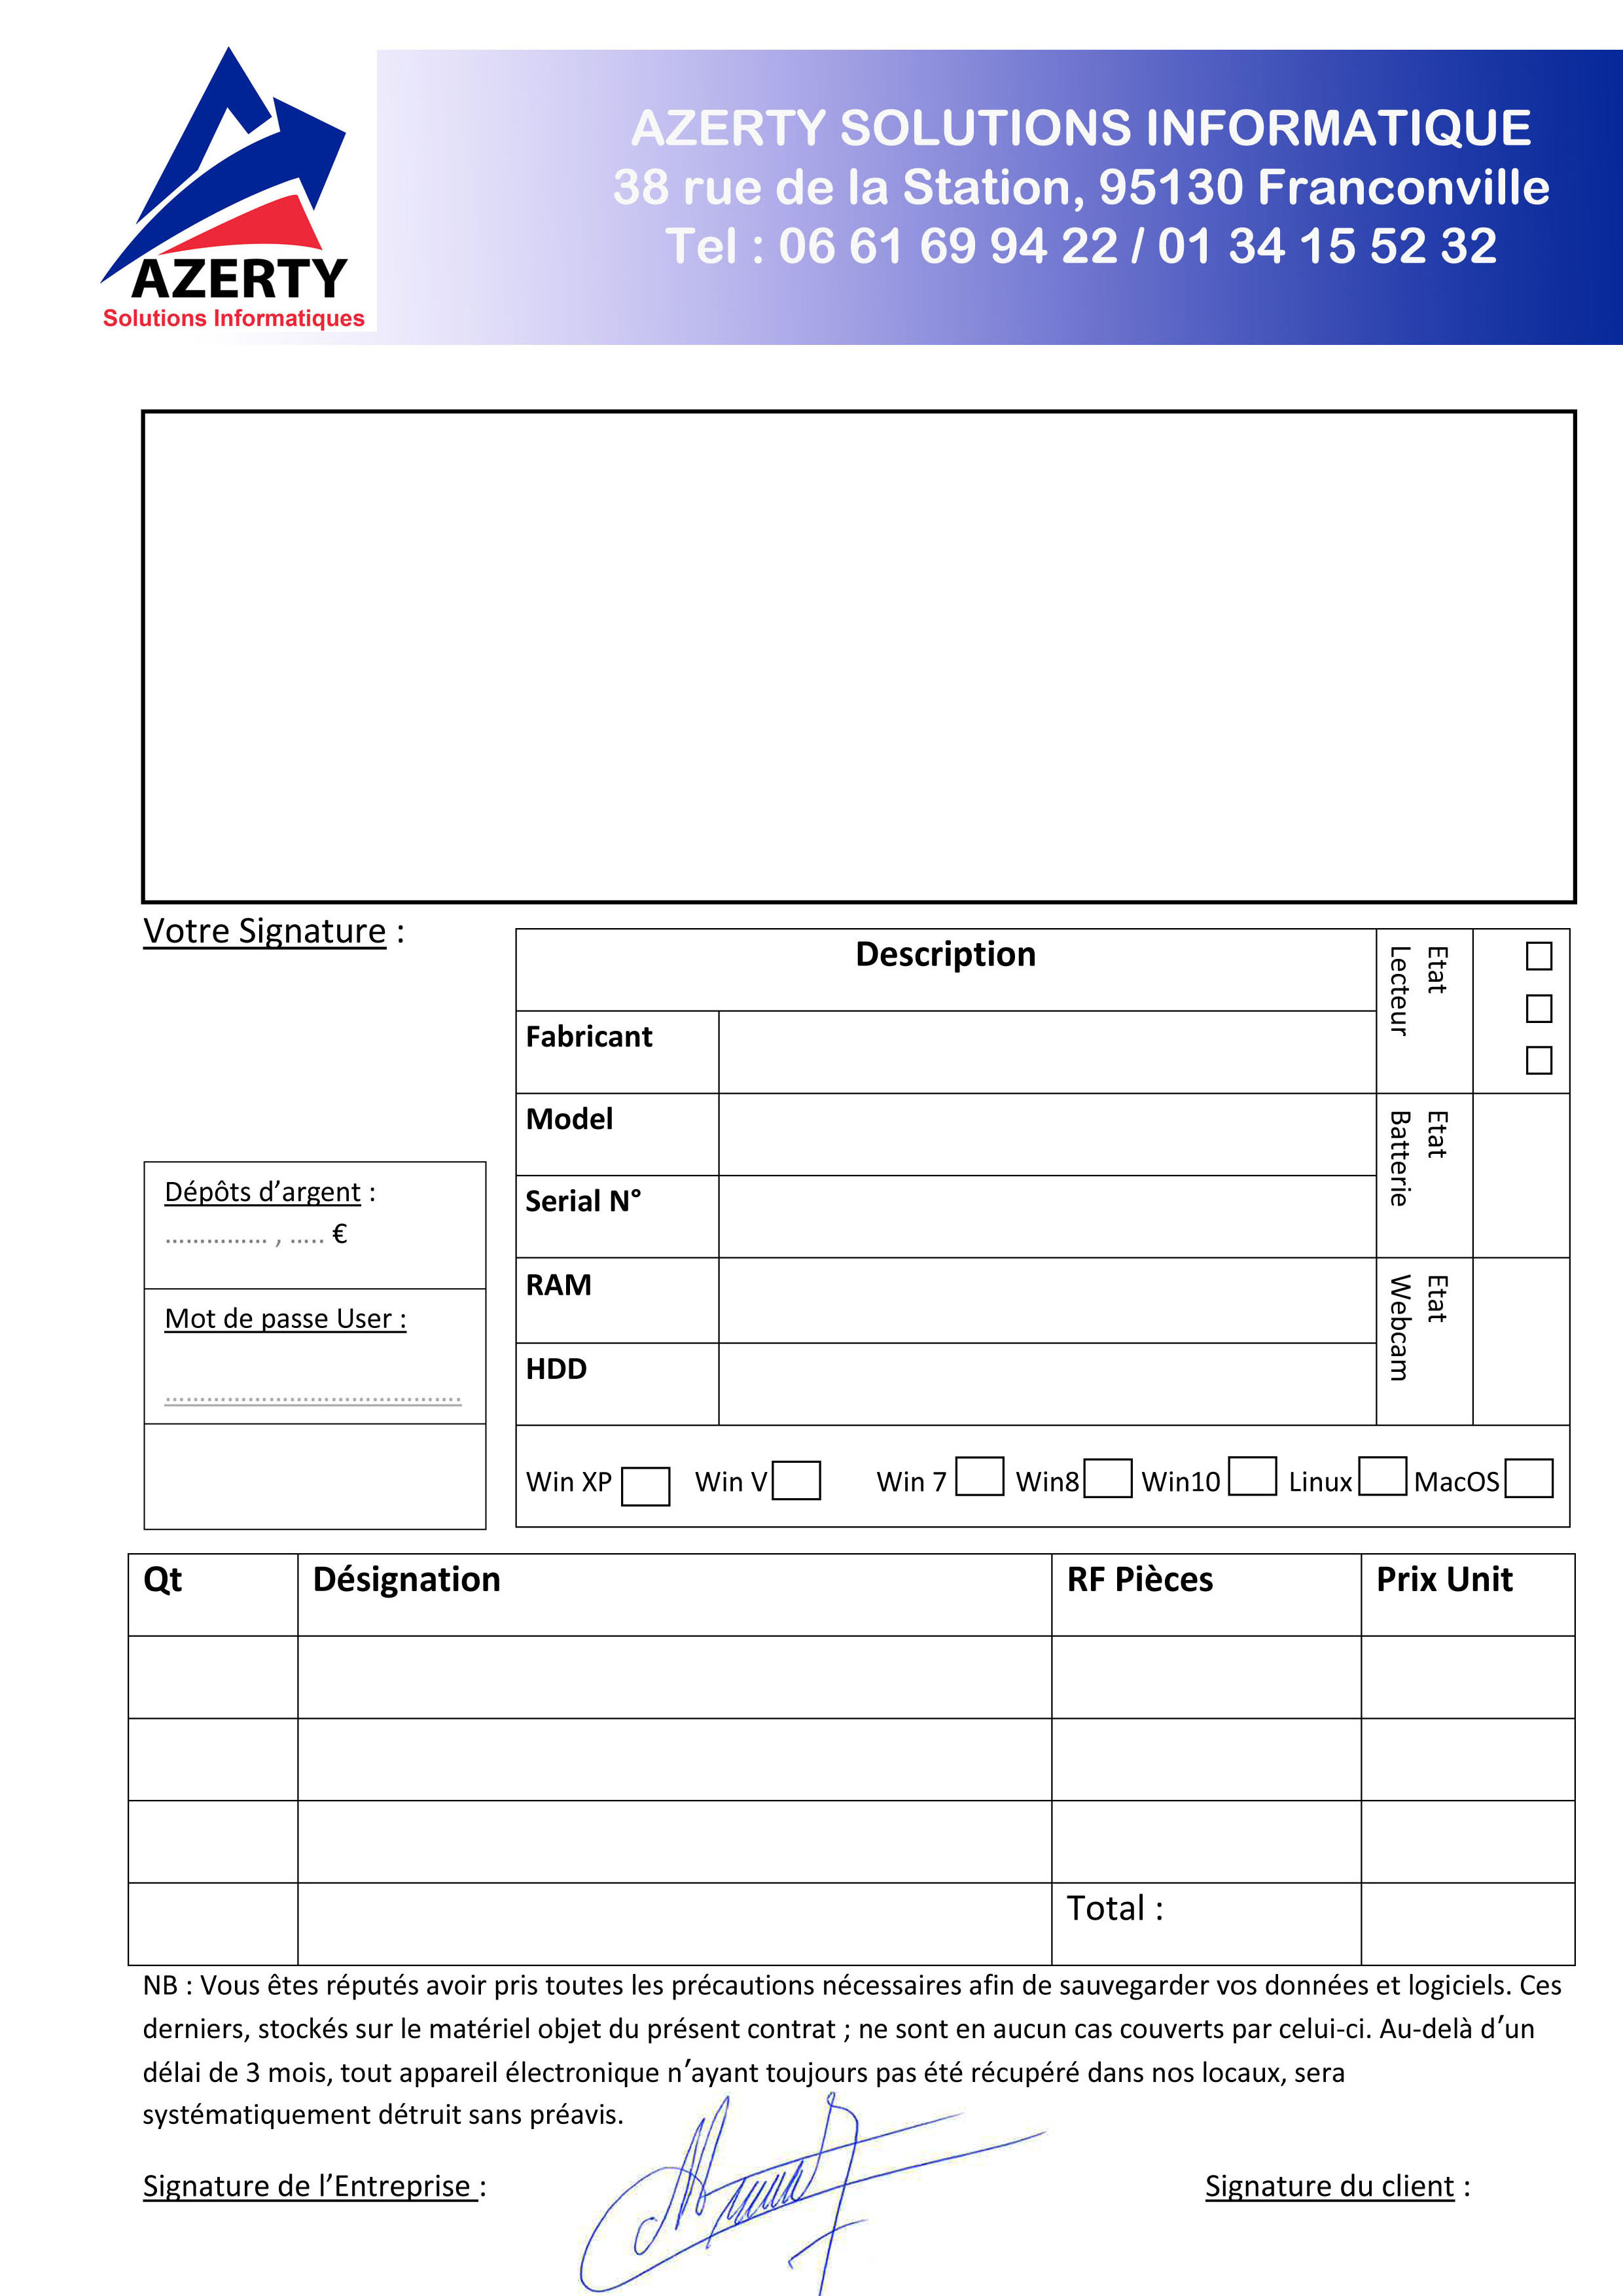 AZERTY
Solutions Informatiques
AZERTY SOLUTIONS INFORMATIQUE
38 rue de la Station, 95130 Franconville
Tel : 06 61 69 94 22 / 01 34 15 52 32
Votre Signature :
Dépôts d’argent :
…………… , ….. €
Mot de passe User :
…………………………………….
Description
Fabricant
Model
Serial N°
RAM
HDD
Etat
Lecteur
Etat
Batterie
Etat
Webcam
Win XP Win V Win 7 Win8 Win10 Linux MacOS
Qt Désignation RF Pièces Prix Unit
Total :
NB : Vous êtes réputés avoir pris toutes les précautions nécessaires afin de sauvegarder vos données et logiciels. Ces
derniers, stockés sur le matériel objet du présent contrat ; ne sont en aucun cas couverts par celui-ci. Au-delà d’un
délai de 3 mois, tout appareil électronique n’ayant toujours pas été récupéré dans nos locaux, sera
systématiquement détruit sans préavis.
Signature de l’Entreprise : Signature du client :